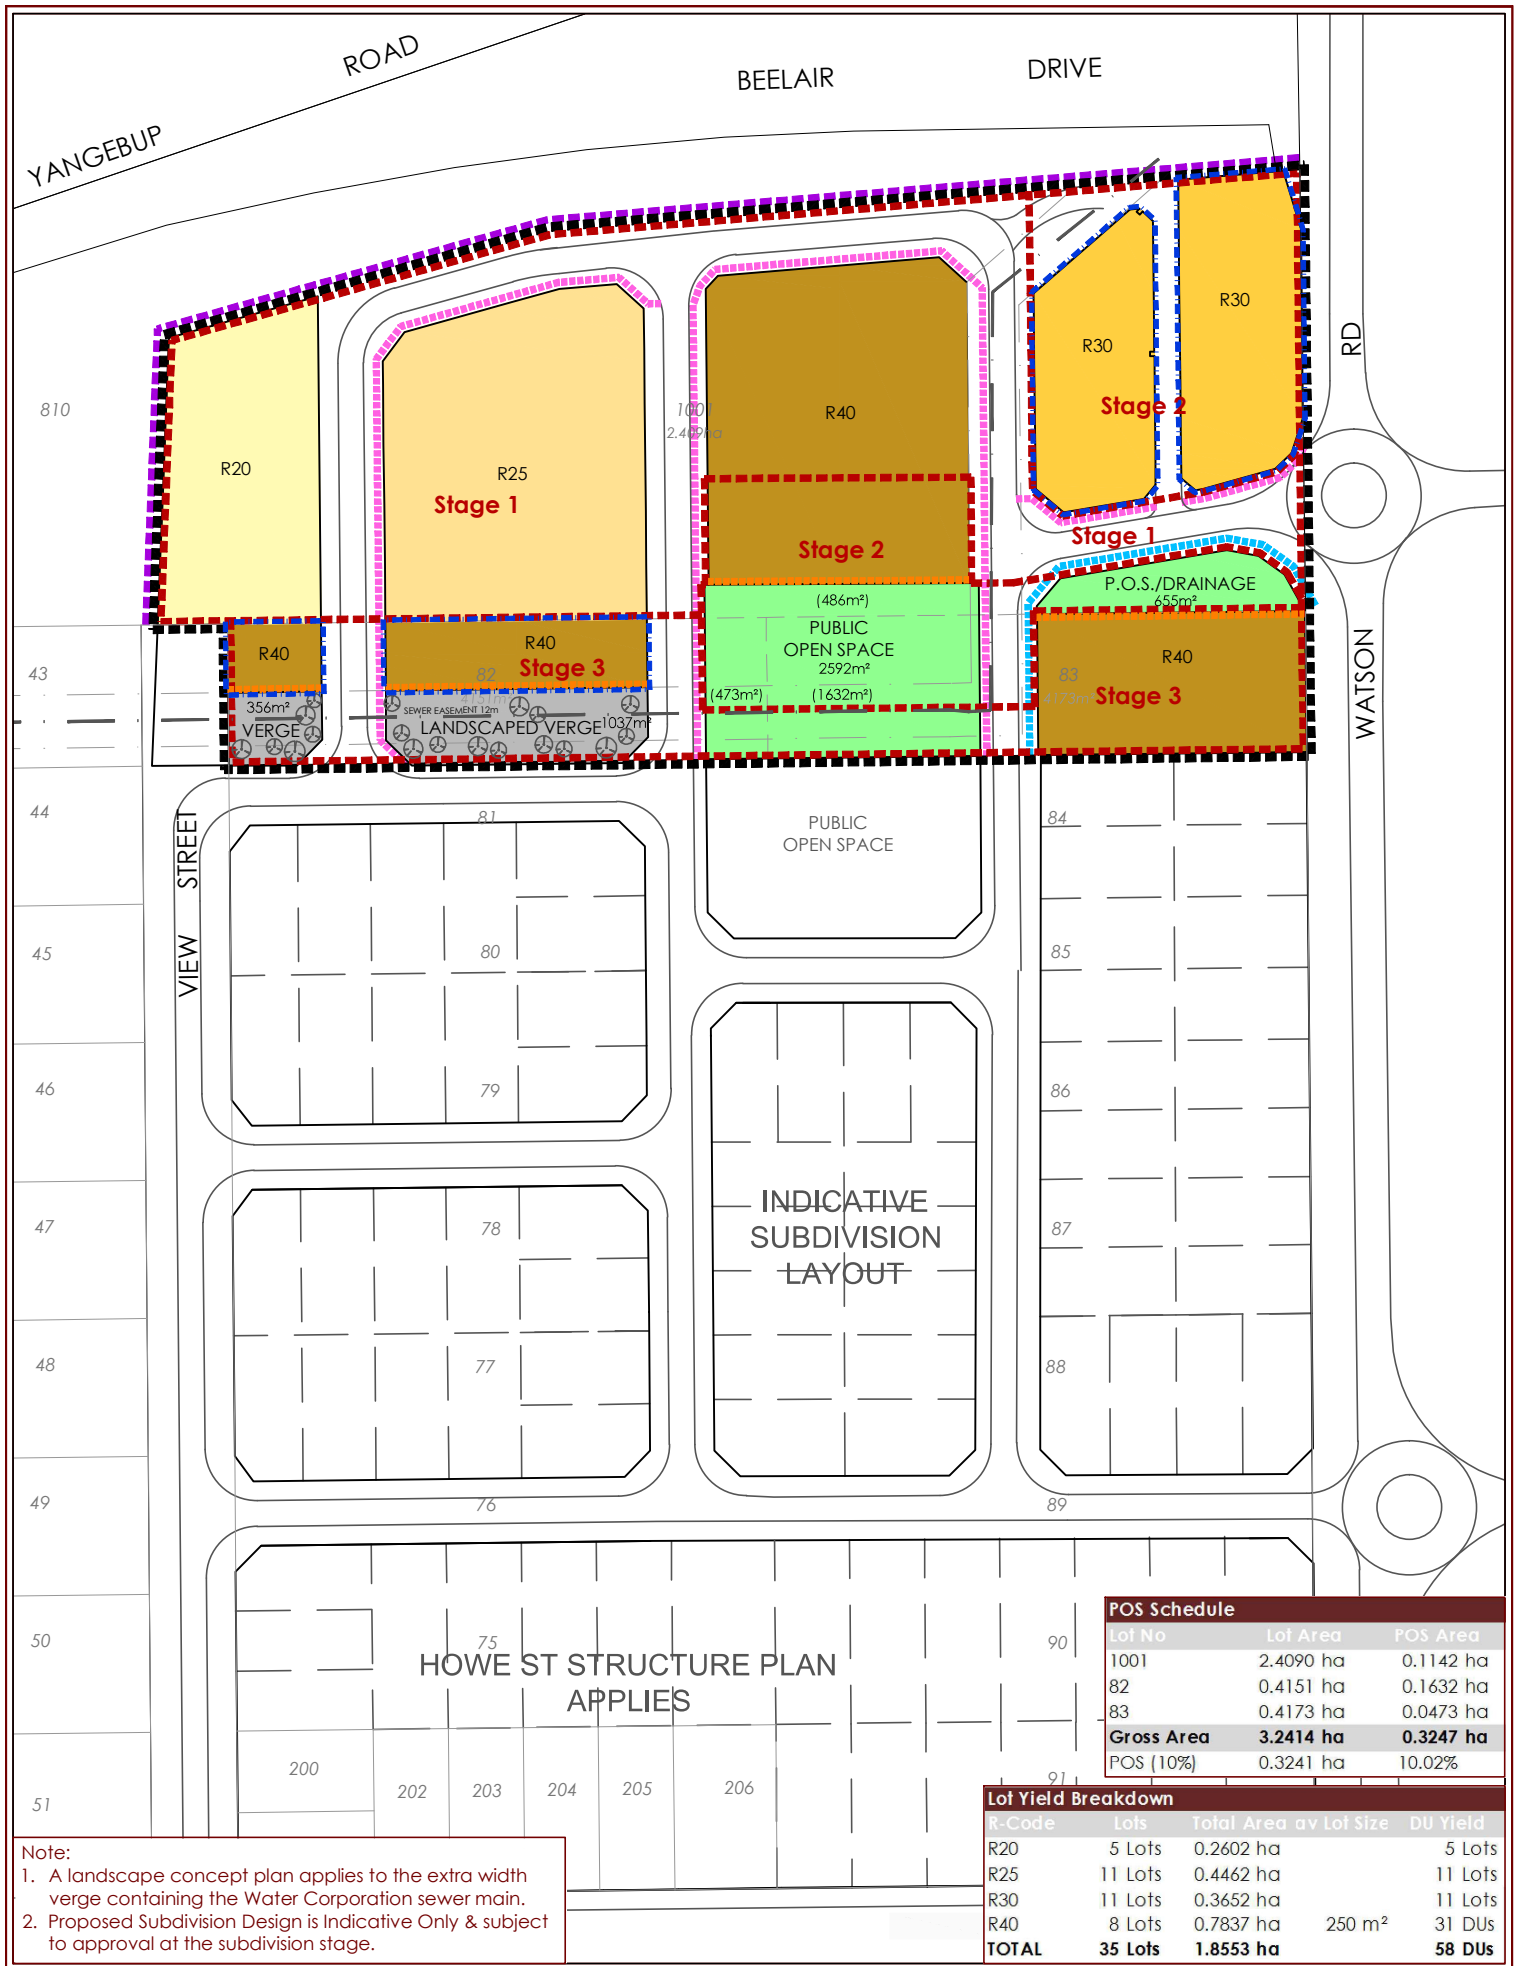 ROAD
BEELAIR
DRIVE
YANGEBUP
R30
RD
R30
810
1001
R40
2.409ha
Stage 2
R20
R25
Stage 1
Stage 1
Stage 2
P.O.S./DRAINAGE
655m²
(486m²)
PUBLIC
OPEN SPACE
2592m²
(473m²)
(1632m²)
R40
R40
Stage 3
R40
Stage 3
WATSON
43
82
4151m²
83
356m²
VERGE
SEWER EASEMENT 12m
LANDSCAPED VERGE
1037m²
44
81
PUBLIC
OPEN SPACE
84
VIEW STREET
45
80
85
46
79
86
INDICATIVE
SUBDIVISION
LAYOUT
47
78
87
48
77
88
49
76
89
50
75
90
HOWE ST STRUCTURE PLAN
APPLIES
200
202
203
204
205
206
91
51
POS Schedule
Lot No Lot Area POS Area
1001 2.4090 ha 0.1142 ha
82 0.4151 ha 0.1632 ha
83 0.4173 ha 0.0473 ha
Gross Area 3.2414 ha 0.3247 ha
POS (10%) 0.3241 ha 10.02%
Lot Yield Breakdown
R-Code Lots Total Area av Lot Size DU Yield
R20 5 Lots 0.2602 ha 5 Lots
R25 11 Lots 0.4462 ha 11 Lots
R30 11 Lots 0.3652 ha 11 Lots
R40 8 Lots 0.7837 ha 250 m² 31 DUs
TOTAL 35 Lots 1.8553 ha 58 DUs
Note:
1. A landscape concept plan applies to the extra width
verge containing the Water Corporation sewer main.
2. Proposed Subdivision Design is Indicative Only & subject
to approval at the subdivision stage.